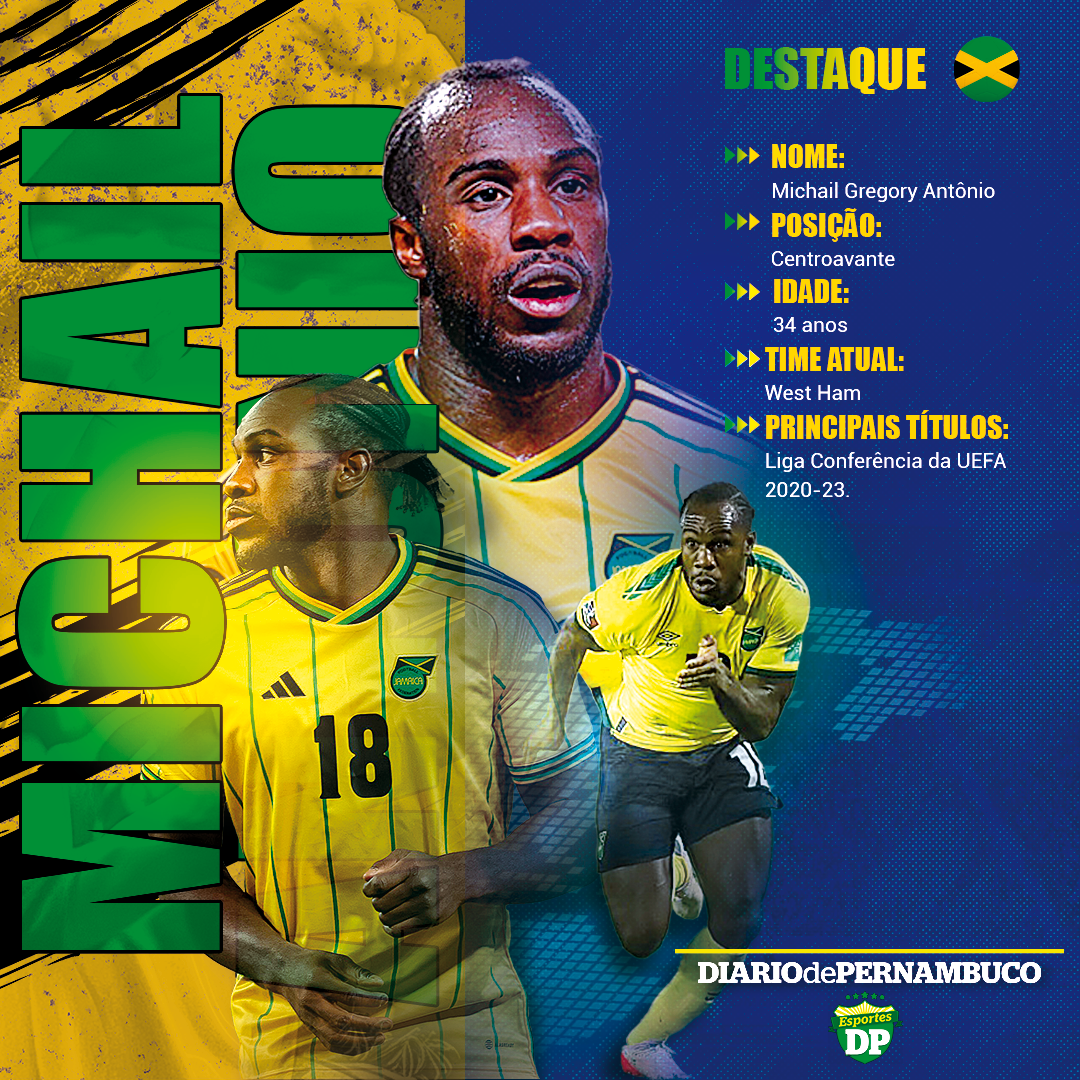 MICHAIL
ANTONIO
DESTAQUE
NOME:
Michail Gregory Antônio
POSIÇÃO:
Centroavante
IDADE:
34 anos
TIME ATUAL:
West Ham
PRINCIPAIS TÍTULOS:
Liga Conferência da UEFA
2020-23.
JAMAICA
18
DIARIOdePERNAMBUCO
Esportes
DP